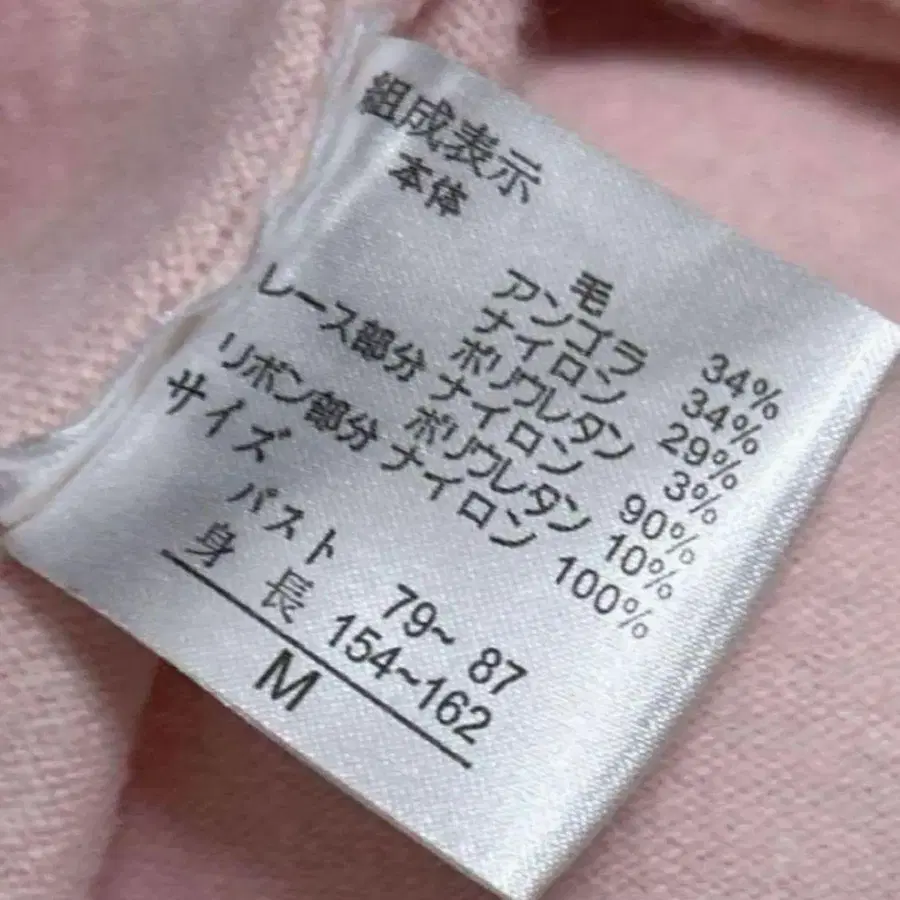 組成表示
本体
毛 34%
アンゴラ 34%
ナイロン 29%
ポリウレタン 3%
レース部分 ナイロン 90%
ポリウレタン 10%
リボン部分 ナイロン 100%
サイズ
バスト 79~ 87
身長 154~162
M